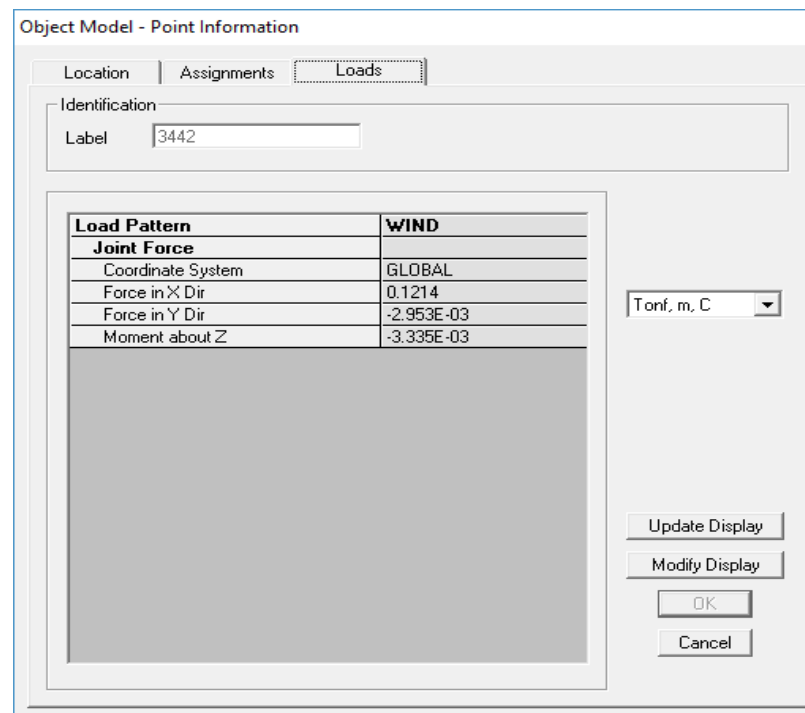 Object Model - Point Information
Location Assignments Loads
Identification
Label 3442
Load Pattern WIND
Joint Force
Coordinate System GLOBAL
Force in X Dir 0.1214
Force in Y Dir -2.953E-03
Moment about Z -3.335E-03
Tonf, m, C
Update Display
Modify Display
OK
Cancel